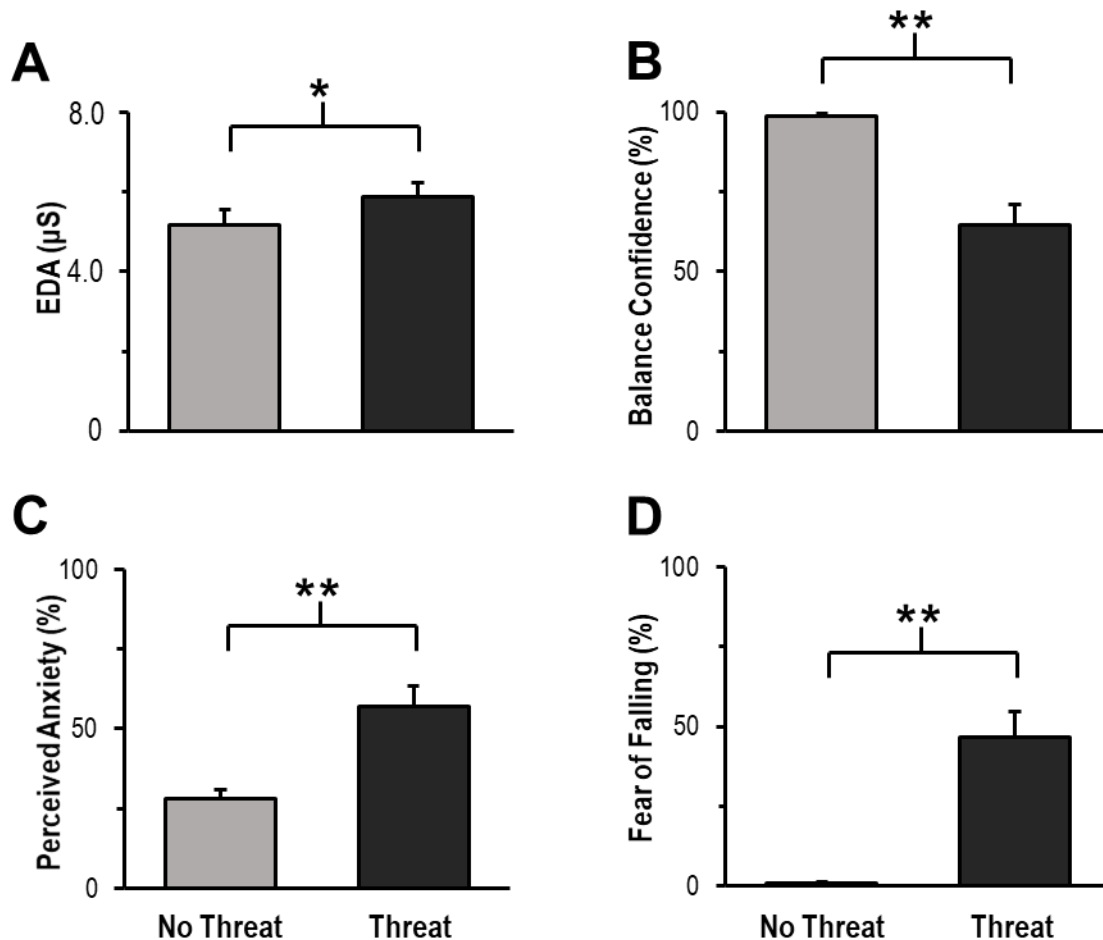 A
*
8.0
4.0
0
EDA (µS)
B
**
100
50
0
Balance Confidence (%)
C
**
100
50
0
Perceived Anxiety (%)
No Threat
Threat
D
**
100
50
0
Fear of Falling (%)
No Threat
Threat